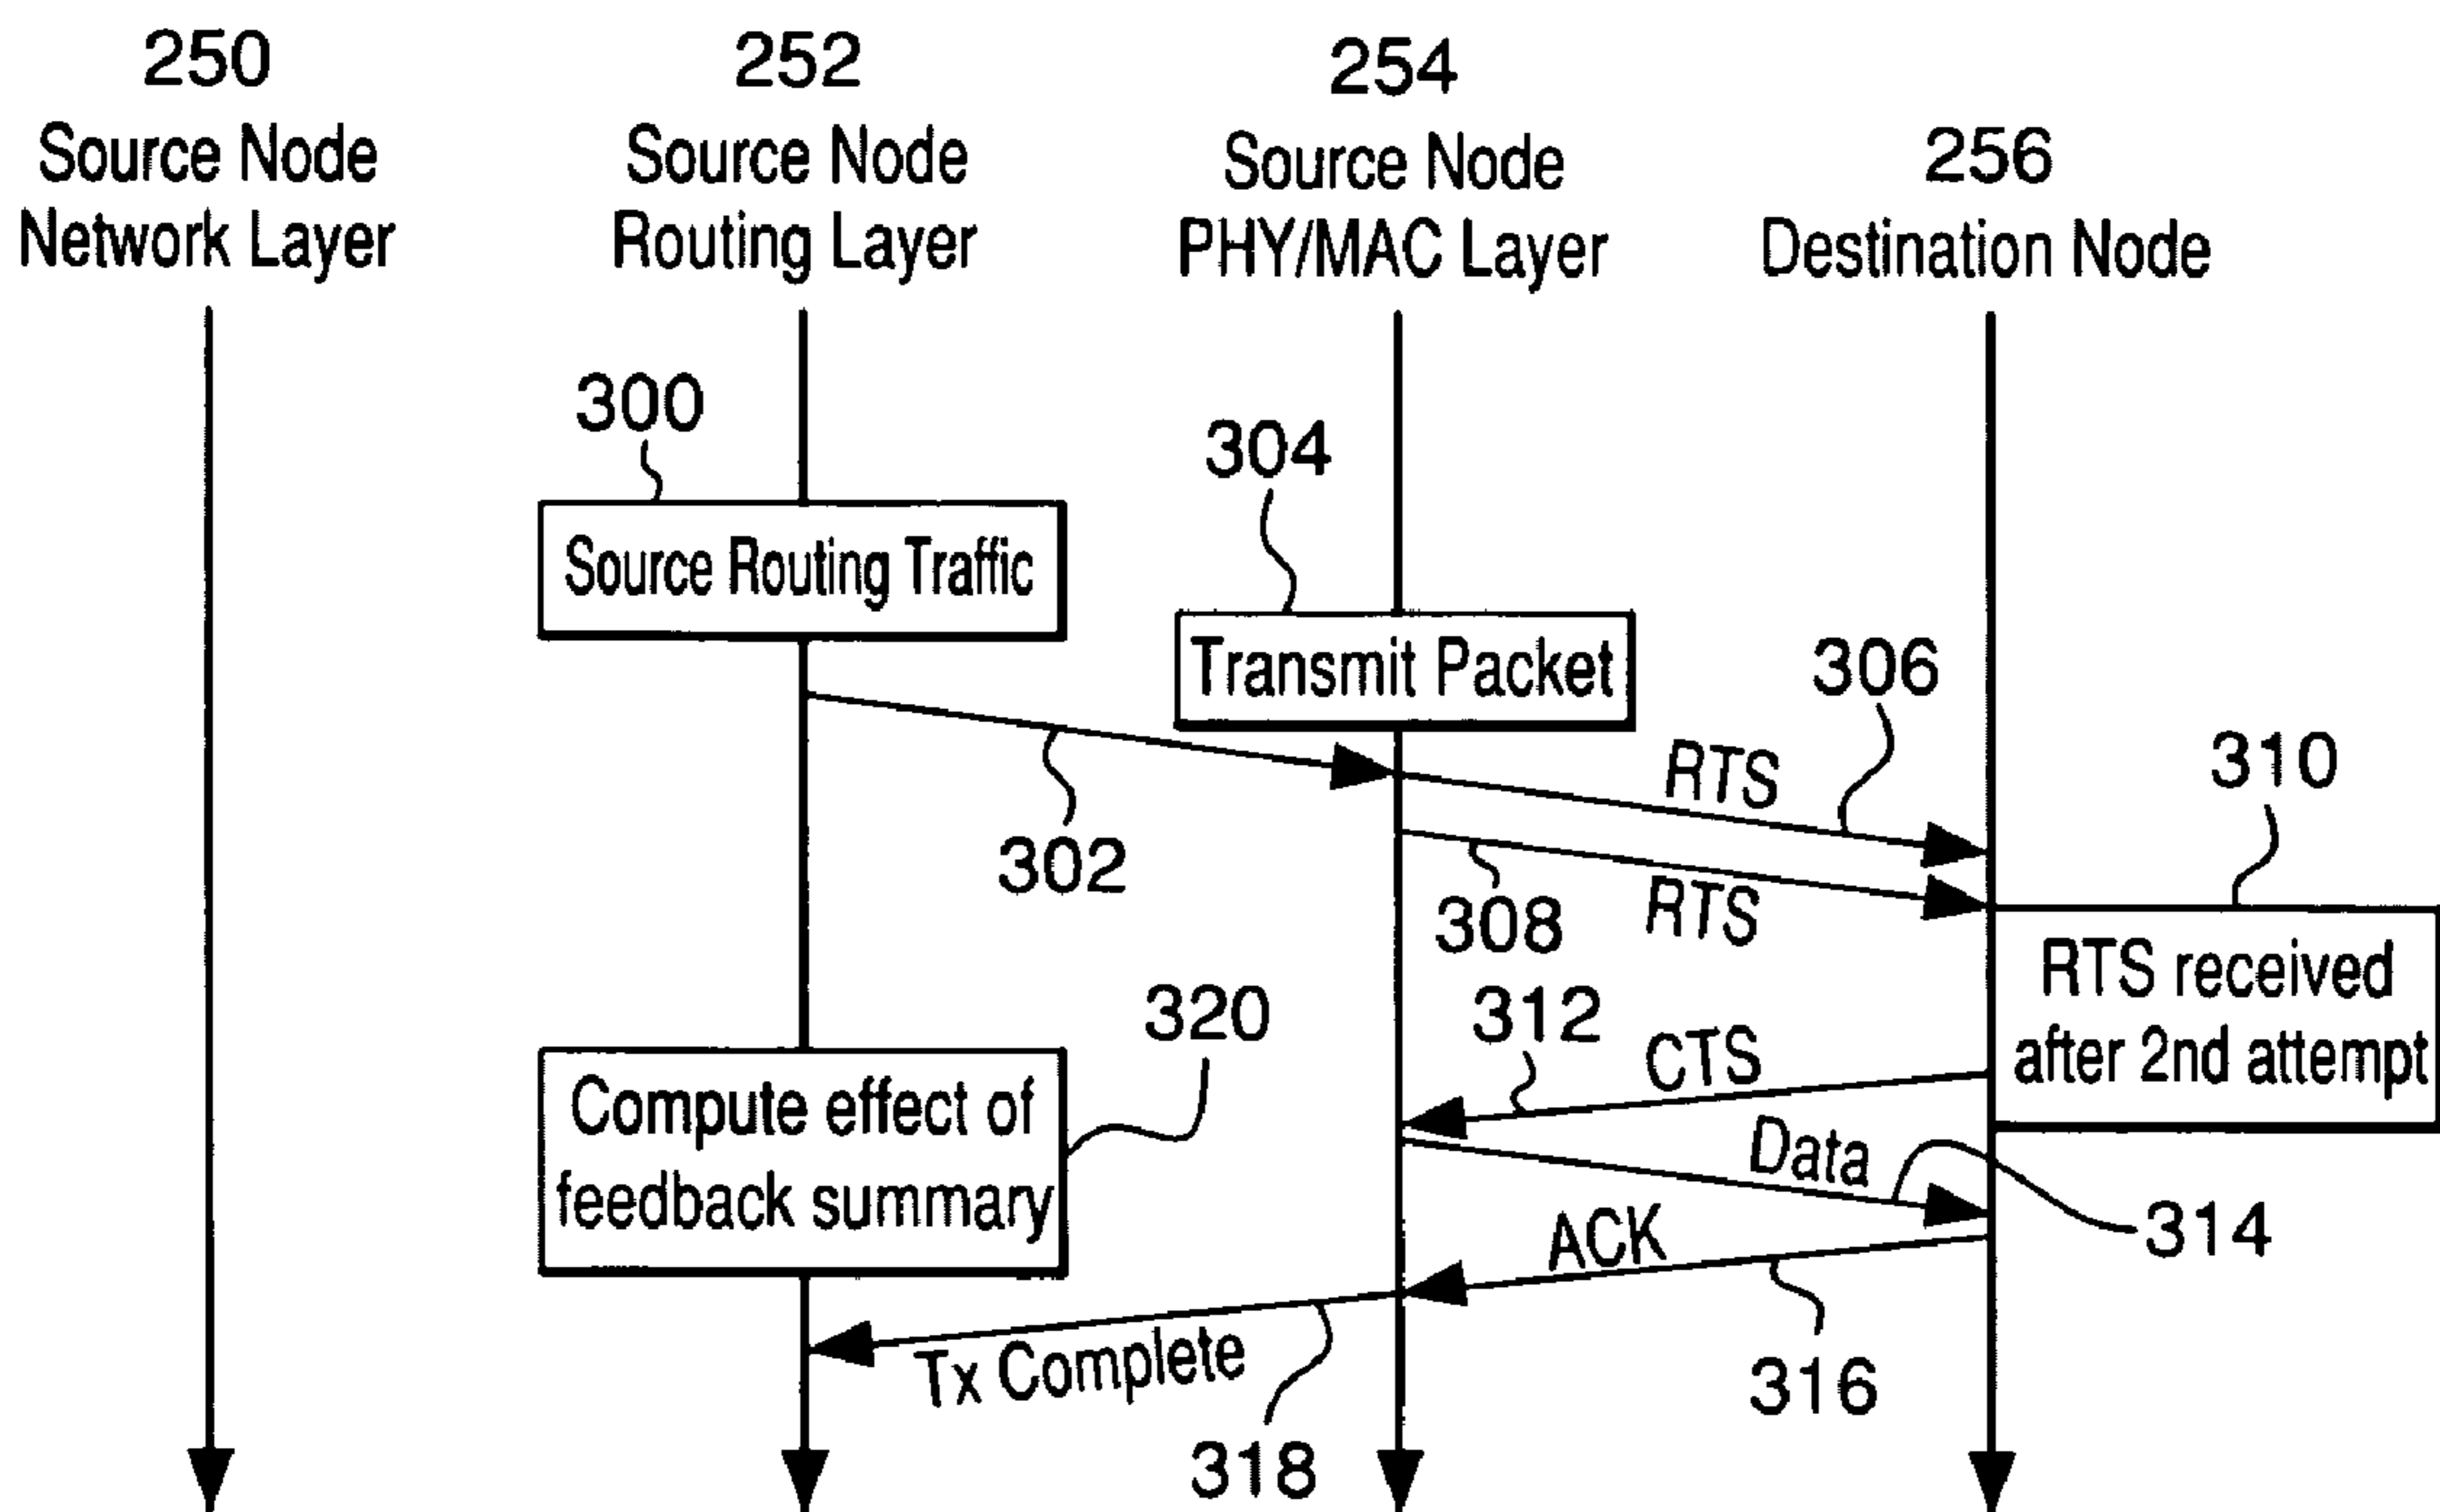 250
Source Node
Network Layer
252
Source Node
Routing Layer
254
Source Node
PHY/MAC Layer
256
Destination Node
300
Source Routing Traffic
304
Transmit Packet
302
306
RTS
308
RTS
310
RTS received
after 2nd attempt
312
CTS
Data
314
ACK
316
320
Compute effect of
feedback summary
Tx Complete
318